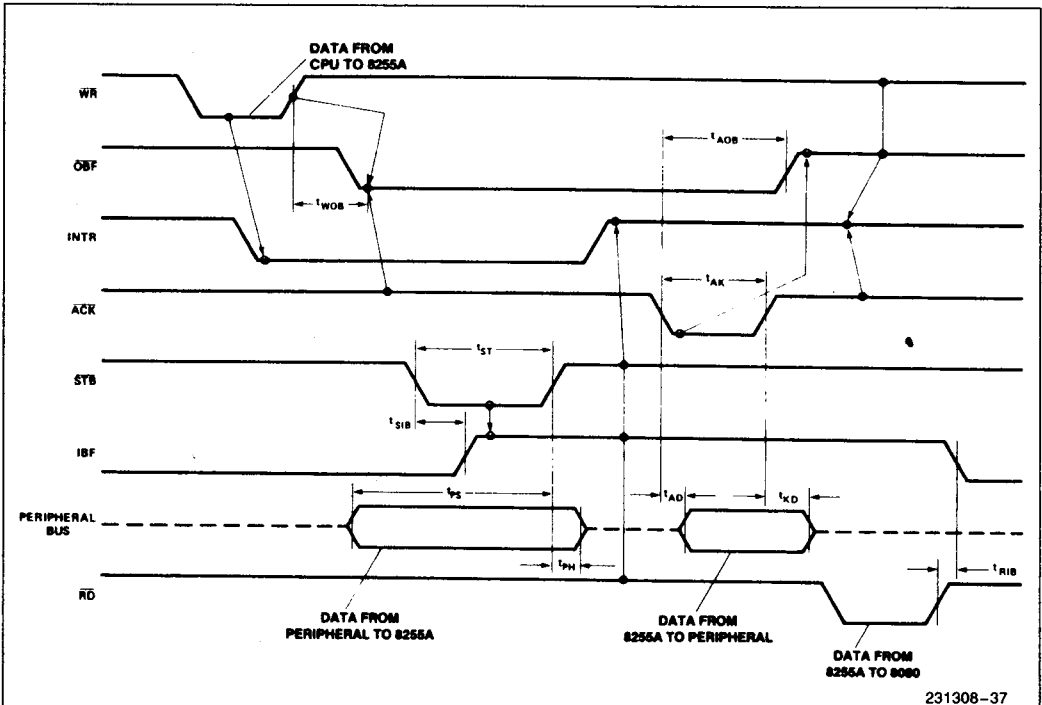 DATA FROM
CPU TO 8255A
WR
OBF
tAOB
tWOB
INTR
tAK
ACK
tST
STB
tSIB
IBF
tPS
tAD
tKD
PERIPHERAL
BUS
tPH
tRIB
RD
DATA FROM
PERIPHERAL TO 8255A
DATA FROM
8255A TO PERIPHERAL
DATA FROM
8255A TO 8080
231308-37